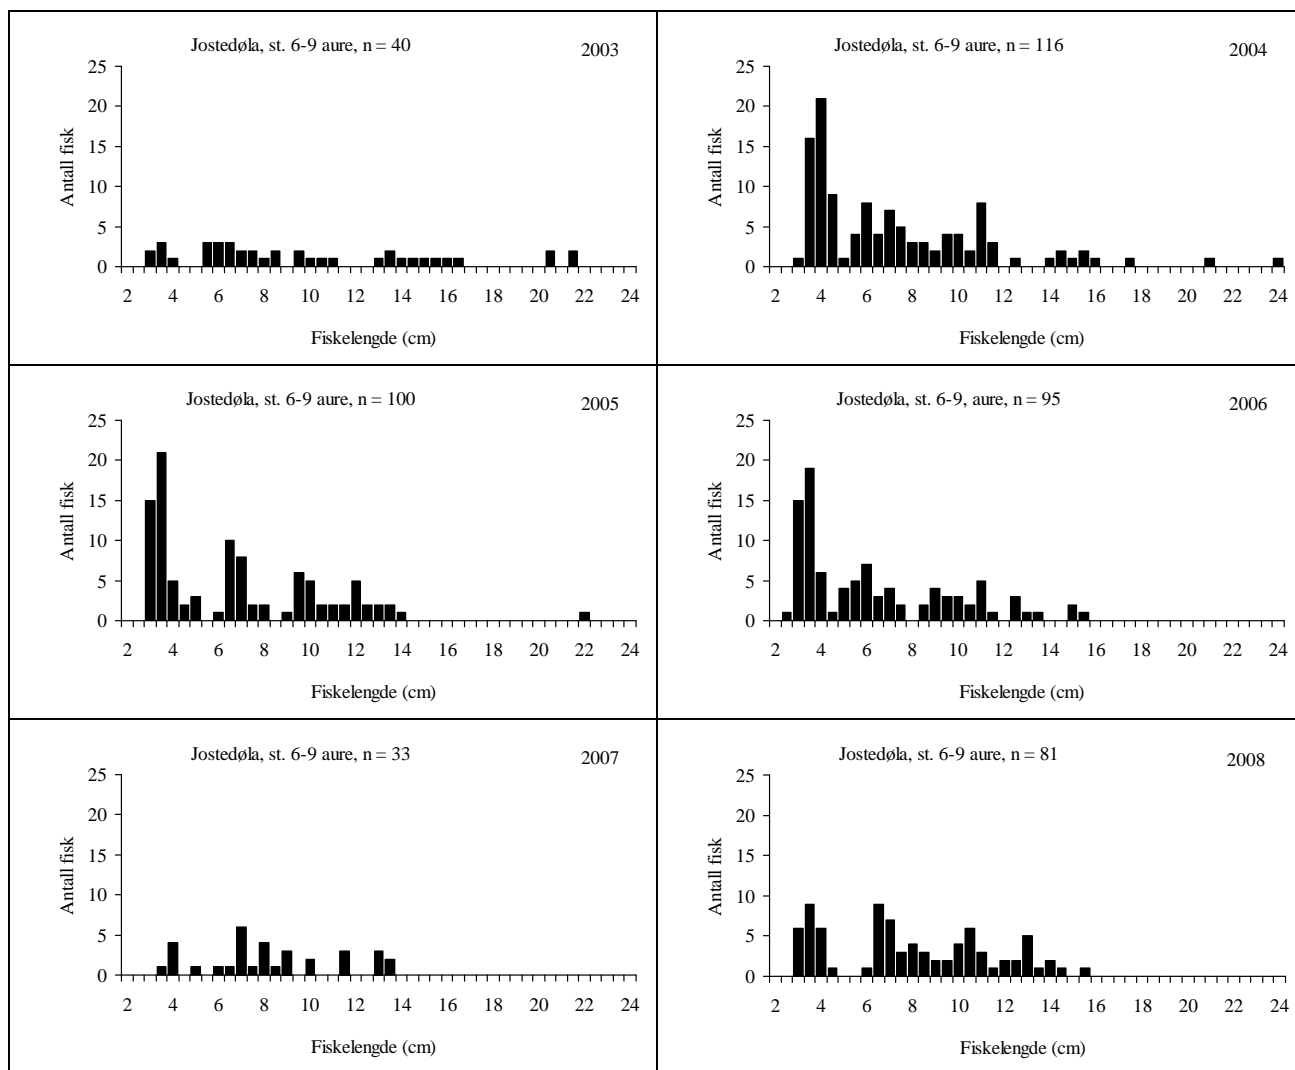 Jostedøla, st. 6-9 aure, n = 40 2003
25
20
15
10
5
0
Antall fisk
2 4 6 8 10 12 14 16 18 20 22 24
Fiskelengde (cm)
Jostedøla, st. 6-9 aure, n = 116 2004
25
20
15
10
5
0
Antall fisk
2 4 6 8 10 12 14 16 18 20 22 24
Fiskelengde (cm)
Jostedøla, st. 6-9 aure, n = 100 2005
25
20
15
10
5
0
Antall fisk
2 4 6 8 10 12 14 16 18 20 22 24
Fiskelengde (cm)
Jostedøla, st. 6-9, aure, n = 95 2006
25
20
15
10
5
0
Antall fisk
2 4 6 8 10 12 14 16 18 20 22 24
Fiskelengde (cm)
Jostedøla, st. 6-9 aure, n = 33 2007
25
20
15
10
5
0
Antall fisk
2 4 6 8 10 12 14 16 18 20 22 24
Fiskelengde (cm)
Jostedøla, st. 6-9 aure, n = 81 2008
25
20
15
10
5
0
Antall fisk
2 4 6 8 10 12 14 16 18 20 22 24
Fiskelengde (cm)